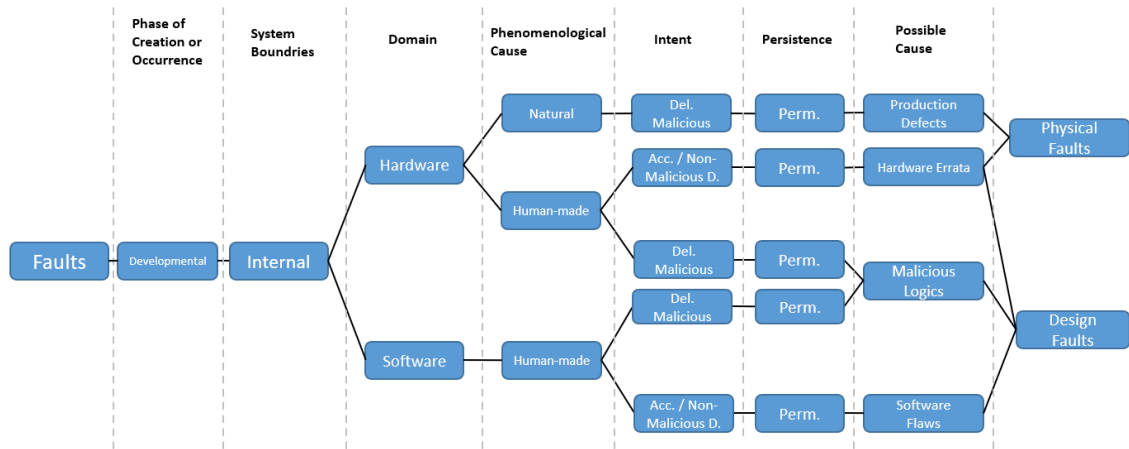 Phase of
Creation or
Occurrence
System
Boundries
Domain
Phenomenological
Cause
Intent
Persistence
Possible
Cause
Faults
Developmental
Internal
Hardware
Software
Natural
Human-made
Human-made
Del.
Malicious
Acc. / Non-
Malicious D.
Del.
Malicious
Del.
Malicious
Acc. / Non-
Malicious D.
Perm.
Perm.
Perm.
Perm.
Perm.
Production
Defects
Hardware Errata
Malicious
Logics
Software
Flaws
Physical
Faults
Design
Faults